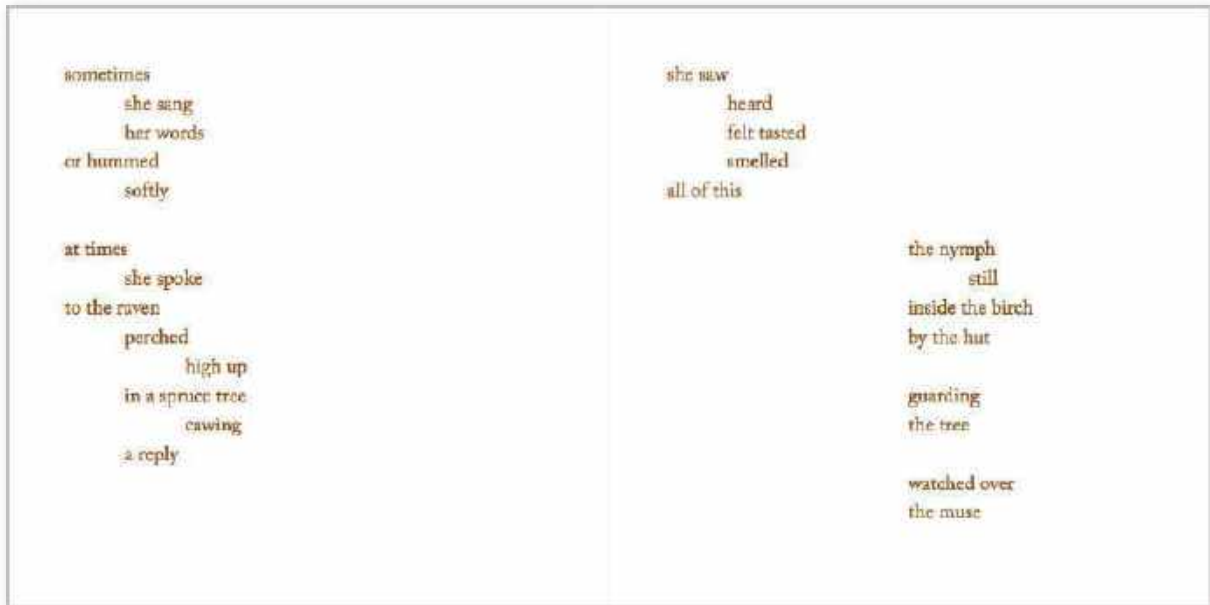 sometimes
she sang
her words
or hummed
softly
at times
she spoke
to the raven
perched
high up
in a spruce tree
cawing
a reply
she saw
heard
felt tasted
smelled
all of this
the nymph
still
inside the birch
by the hut
guarding
the tree
watched over
the muse